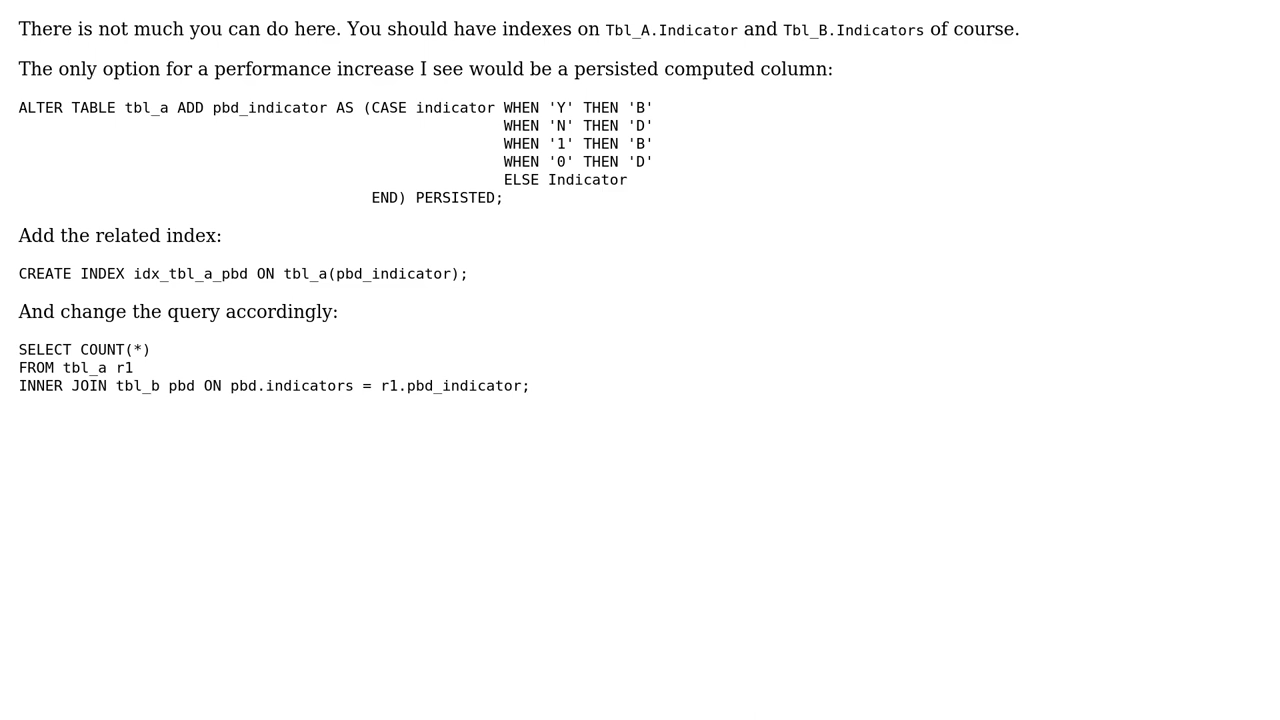 There is not much you can do here. You should have indexes on Tbl_A.Indicator and Tbl_B.Indicators of course.
The only option for a performance increase I see would be a persisted computed column:
ALTER TABLE tbl_a ADD pbd_indicator AS (CASE indicator WHEN 'Y' THEN 'B'
                                                       WHEN 'N' THEN 'D'
                                                       WHEN '1' THEN 'B'
                                                       WHEN '0' THEN 'D'
                                                       ELSE Indicator
                                        END) PERSISTED;
Add the related index:
CREATE INDEX idx_tbl_a_pbd ON tbl_a(pbd_indicator);
And change the query accordingly:
SELECT COUNT(*)
FROM tbl_a r1
INNER JOIN tbl_b pbd ON pbd.indicators = r1.pbd_indicator;